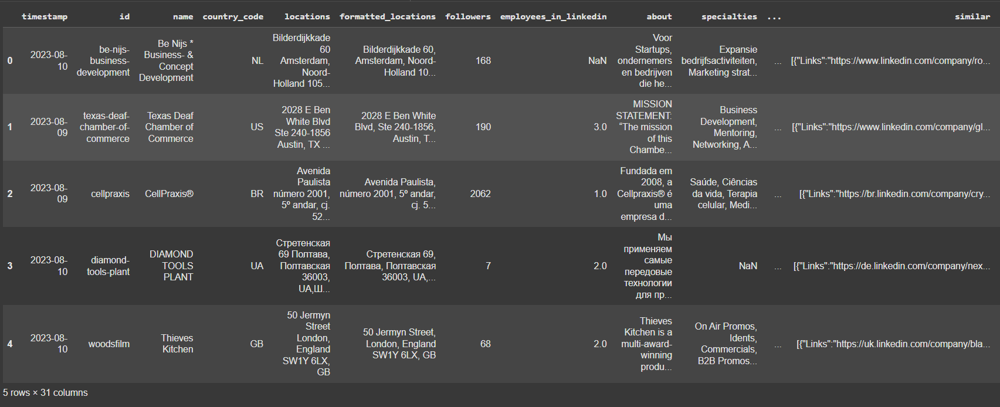 timestamp id name country_code locations formatted_locations followers employees_in_linkedin about specialties ... similar
0
2023-08-
10
be-nijs-
business-
development
Be Nijs *
Business- &
Concept
Development
NL
Bilderdijkkade
60
Amsterdam,
Noord-
Holland 105...
Bilderdijkkade 60,
Amsterdam, Noord-
Holland 10...
168
NaN
Voor
Startups,
ondernemers
en bedrijven
die he...
Expansie
bedrijfsactiviteiten,
Marketing strat...
...
[{"Links":"https://www.linkedin.com/company/ro...
1
2023-08-
09
texas-deaf-
chamber-of-
commerce
Texas Deaf
Chamber of
Commerce
US
2028 E Ben
White Blvd
Ste 240-1856
Austin, TX ...
2028 E Ben White
Blvd, Ste 240-1856,
Austin, T...
190
3.0
MISSION
STATEMENT:
“The mission
of this
Chambe...
Business
Development,
Mentoring,
Networking, A...
...
[{"Links":"https://www.linkedin.com/company/gl...
2
2023-08-
09
cellpraxis
CellPraxis®
BR
Avenida
Paulista
número 2001,
5º andar, cj.
52...
Avenida Paulista,
número 2001, 5º andar,
cj. 5...
2062
1.0
Fundada em
2008, a
Cellpraxis® é
uma
empresa d...
Saúde, Ciências
da vida, Terapia
celular, Medi...
...
[{"Links":"https://br.linkedin.com/company/cry...
3
2023-08-
10
diamond-
tools-plant
DIAMOND
TOOLS
PLANT
UA
Стретенская
69 Полтава,
Полтавская
36003,
UA,Ш...
Стретенская 69,
Полтава, Полтавская
36003, UA,...
7
2.0
Мы
применяем
самые
передовые
технологии
для пр...
NaN
...
[{"Links":"https://de.linkedin.com/company/nex...
4
2023-08-
10
woodsfilm
Thieves
Kitchen
GB
50 Jermyn
Street
London,
England
SW1Y 6LX,
GB
50 Jermyn Street,
London, England
SW1Y 6LX, GB
68
2.0
Thieves
Kitchen is a
multi-award-
winning
produ...
On Air Promos,
Idents,
Commercials,
B2B Promos...
...
[{"Links":"https://uk.linkedin.com/company/bla...
5 rows × 31 columns